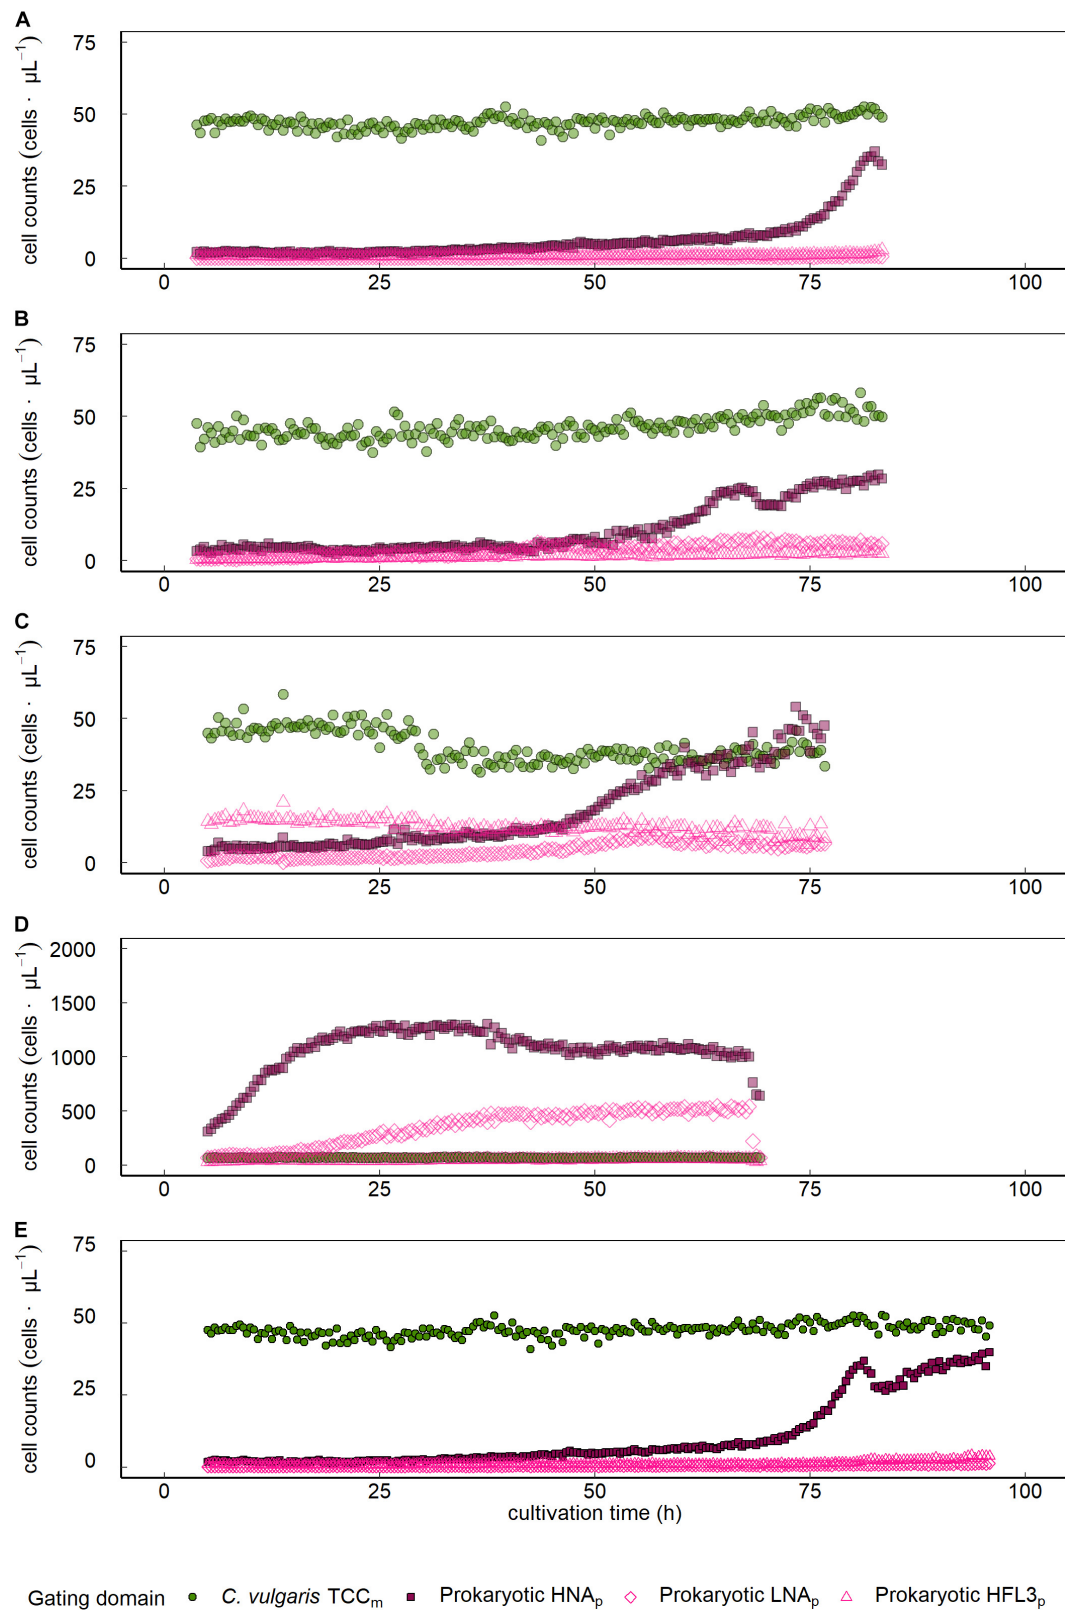 A
cell counts (cells · µL⁻¹)
75
50
25
0
0 25 50 75 100
B
cell counts (cells · µL⁻¹)
75
50
25
0
0 25 50 75 100
C
cell counts (cells · µL⁻¹)
75
50
25
0
0 25 50 75 100
D
cell counts (cells · µL⁻¹)
2000
1500
1000
500
0
0 25 50 75 100
E
cell counts (cells · µL⁻¹)
75
50
25
0
0 25 50 75 100
cultivation time (h)
Gating domain C. vulgaris TCCₘ Prokaryotic HNAₚ Prokaryotic LNAₚ Prokaryotic HFL3ₚ